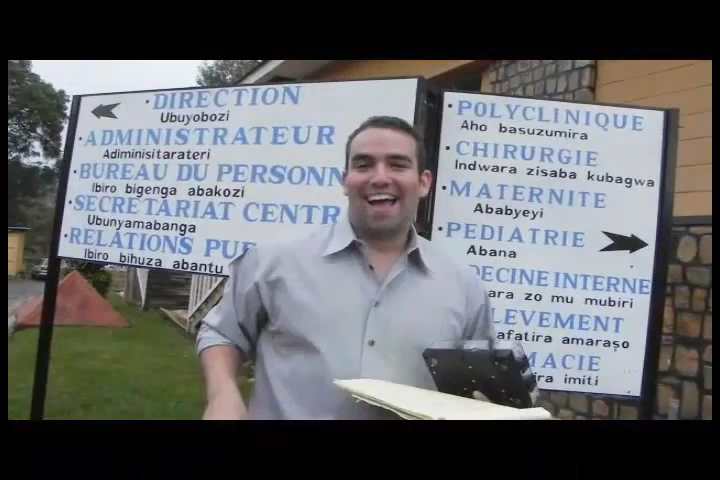 DIRECTION
Ubuyobozi
ADMINISTRATEUR
Adiminisitarateri
BUREAU DU PERSONN
Ibiro bigenga abakozi
SECRETARIAT CENTR
Ubunyamabanga
RELATIONS PUB
Ibiro bihuza abantu
POLYCLINIQUE
Aho basuzumira
CHIRURGIE
Indwara zisaba kubagwa
MATERNITE
Ababyeyi
PEDIATRIE
Abana
DECINE INTERNE
ara zo mu mubiri
LEVEMENT
afatira amaraso
MACIE
ira imiti